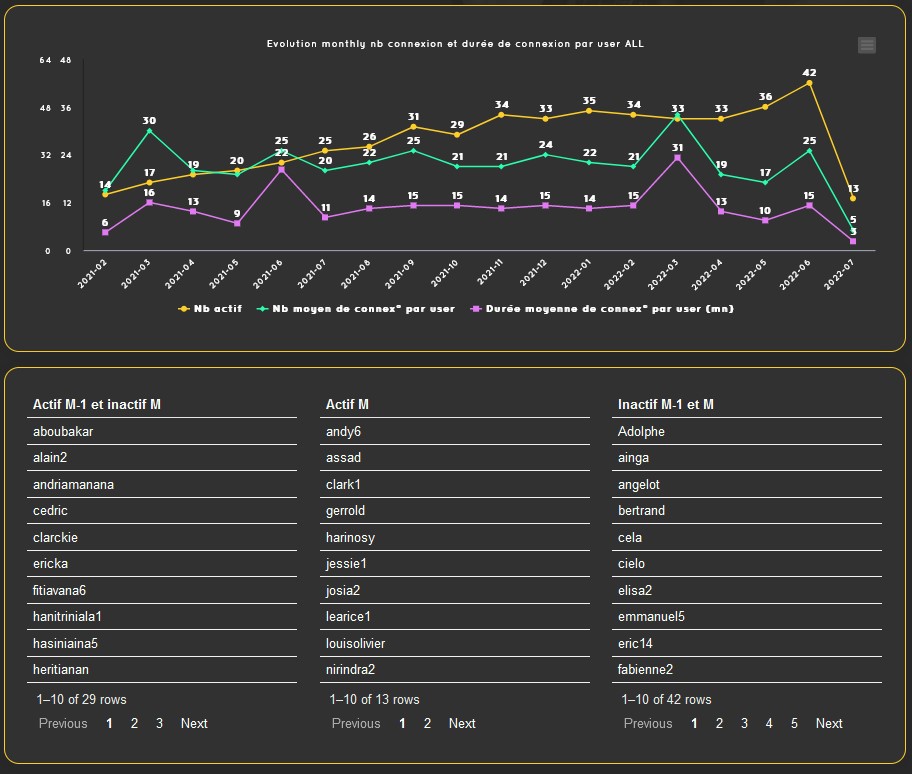 Evolution monthly nb connexion et durée de connexion par user ALL
64 48
48 36
32 24
16 12
0 0
14 17 19 20 22 25 26 31 29 34 33 35 34 33 33 36 42 13
30 25 20 22 25 21 21 24 22 21 19 17 25 5
6 16 13 9 11 14 15 15 14 15 14 15 31 13 10 15 3
2021-02 2021-03 2021-04 2021-05 2021-06 2021-07 2021-08 2021-09 2021-10 2021-11 2021-12 2022-01 2022-02 2022-03 2022-04 2022-05 2022-06 2022-07
Nb actif Nb moyen de connex° par user Durée moyenne de connex° par user (mn)
Actif M-1 et inactif M
aboubakar
alain2
andriamanana
cedric
clarckie
ericka
fitiavana6
hanitriniala1
hasiniaina5
heritianan
1–10 of 29 rows
Previous 1 2 3 Next
Actif M
andy6
assad
clark1
gerrold
harinosy
jessie1
josia2
learice1
louisolivier
nirindra2
1–10 of 13 rows
Previous 1 2 Next
Inactif M-1 et M
Adolphe
ainga
angelot
bertrand
cela
cielo
elisa2
emmanuel5
eric14
fabienne2
1–10 of 42 rows
Previous 1 2 3 4 5 Next